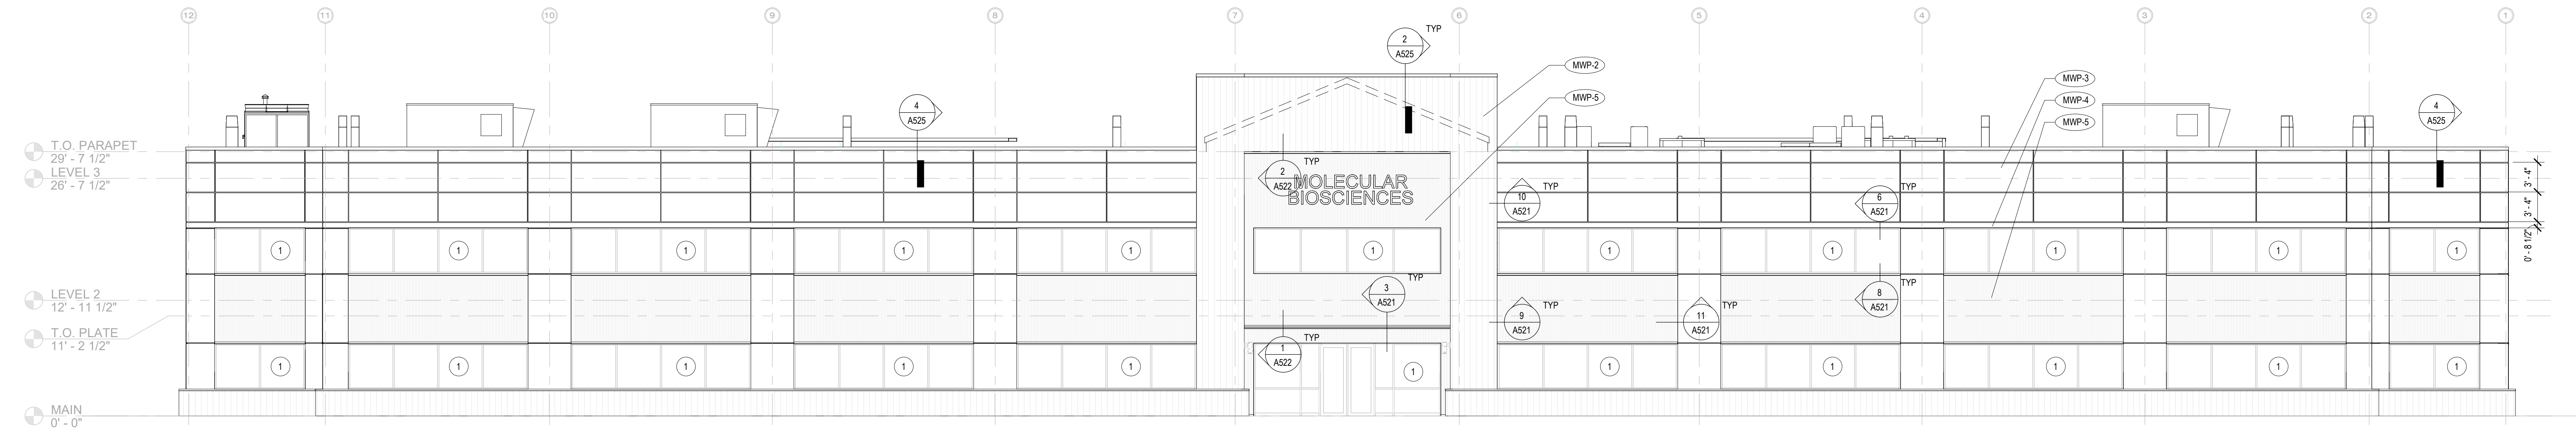 12
11
10
9
8
7
6
5
4
3
2
1
2
A525
TYP
MWP-2
MWP-5
MWP-3
MWP-4
MWP-5
4
A525
4
A525
T.O. PARAPET
29' - 7 1/2"
LEVEL 3
26' - 7 1/2"
2
A522
TYP
MOLECULAR
BIOSCIENCES
10
A521
TYP
6
A521
TYP
3' - 4"
3' - 4"
0' - 8 1/2"
1
1
1
1
1
1
1
1
1
1
1
LEVEL 2
12' - 11 1/2"
3
A521
TYP
9
A521
TYP
11
A521
TYP
8
A521
TYP
T.O. PLATE
11' - 2 1/2"
1
A522
TYP
1
1
1
1
1
1
1
1
1
1
1
MAIN
0' - 0"